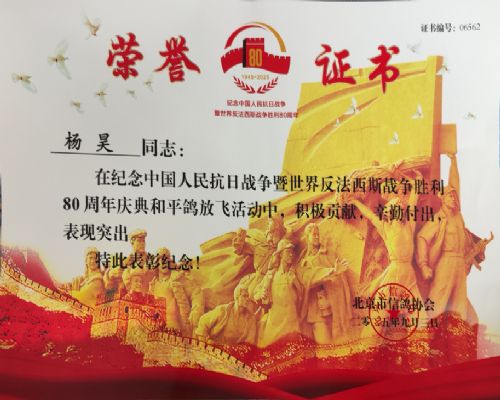 证书编号：06562
荣誉证书
80
1945-2025
纪念中国人民抗日战争
暨世界反法西斯战争胜利80周年
杨昊 同志：
在纪念中国人民抗日战争暨世界反法西斯战争胜利
80周年庆典和平鸽放飞活动中，积极贡献，辛勤付出，
表现突出。
特此表彰纪念！
北京市信鸽协会
二〇二五年九月三日